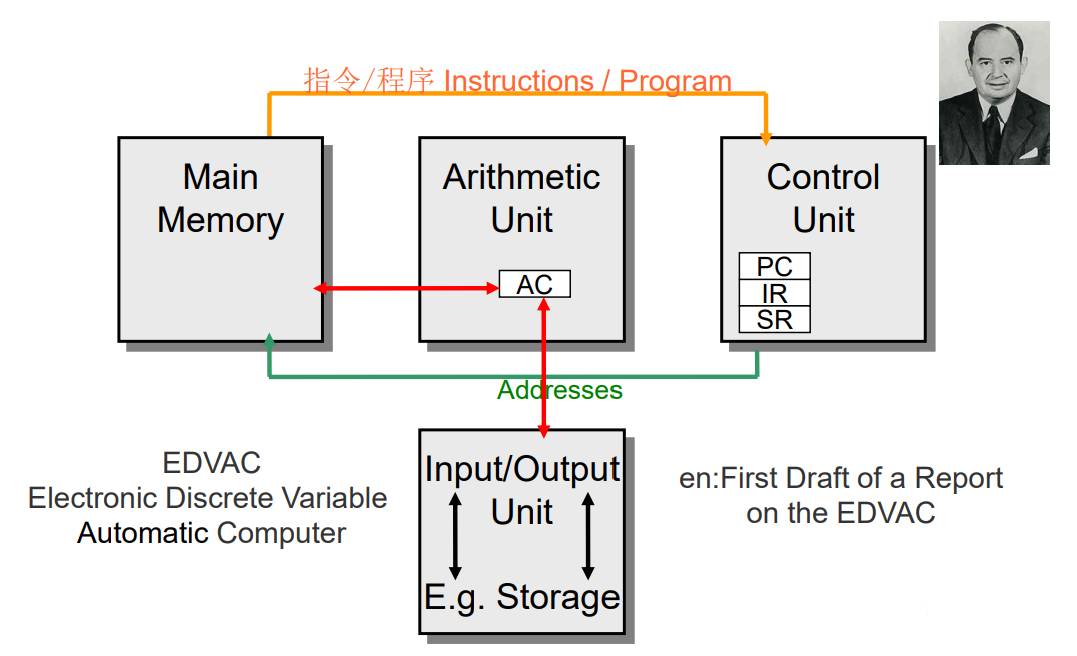 指令/程序 Instructions / Program
Main
Memory
Arithmetic
Unit
AC
Control
Unit
PC
IR
SR
Addresses
EDVAC
Electronic Discrete Variable
Automatic Computer
Input/Output
Unit
E.g. Storage
en:First Draft of a Report
on the EDVAC